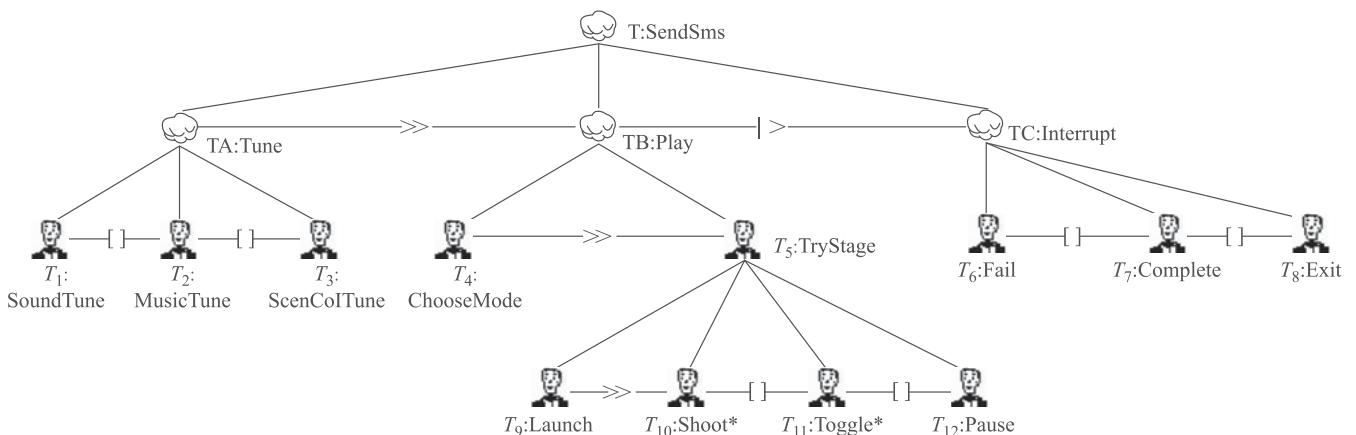 T:SendSms
TA:Tune
>>
TB:Play
| >
TC:Interrupt
T₁:
SoundTune
[ ]
T₂:
MusicTune
[ ]
T₃:
ScenCoITune
T₄:
ChooseMode
>>
T₅:TryStage
T₆:Fail
[ ]
T₇:Complete
[ ]
T₈:Exit
T₉:Launch
>>
T₁₀:Shoot*
[ ]
T₁₁:Toggle*
[ ]
T₁₂:Pause